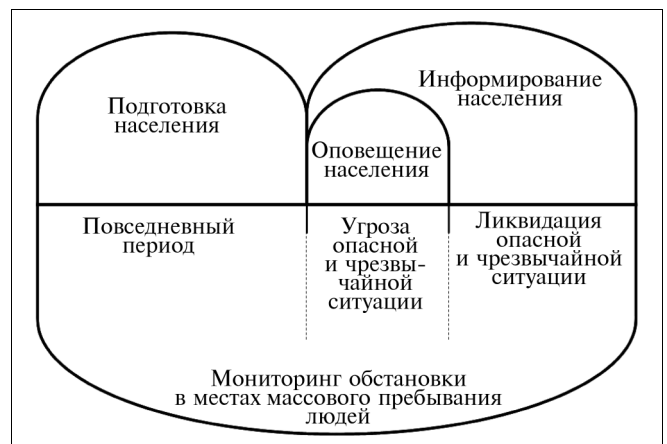 Подготовка
населения
Информирование
населения
Оповещение
населения
Повседневный
период
Угроза
опасной
и чрезвы-
чайной
ситуации
Ликвидация
опасной
и чрезвычайной
ситуации
Мониторинг обстановки
в местах массового пребывания
людей